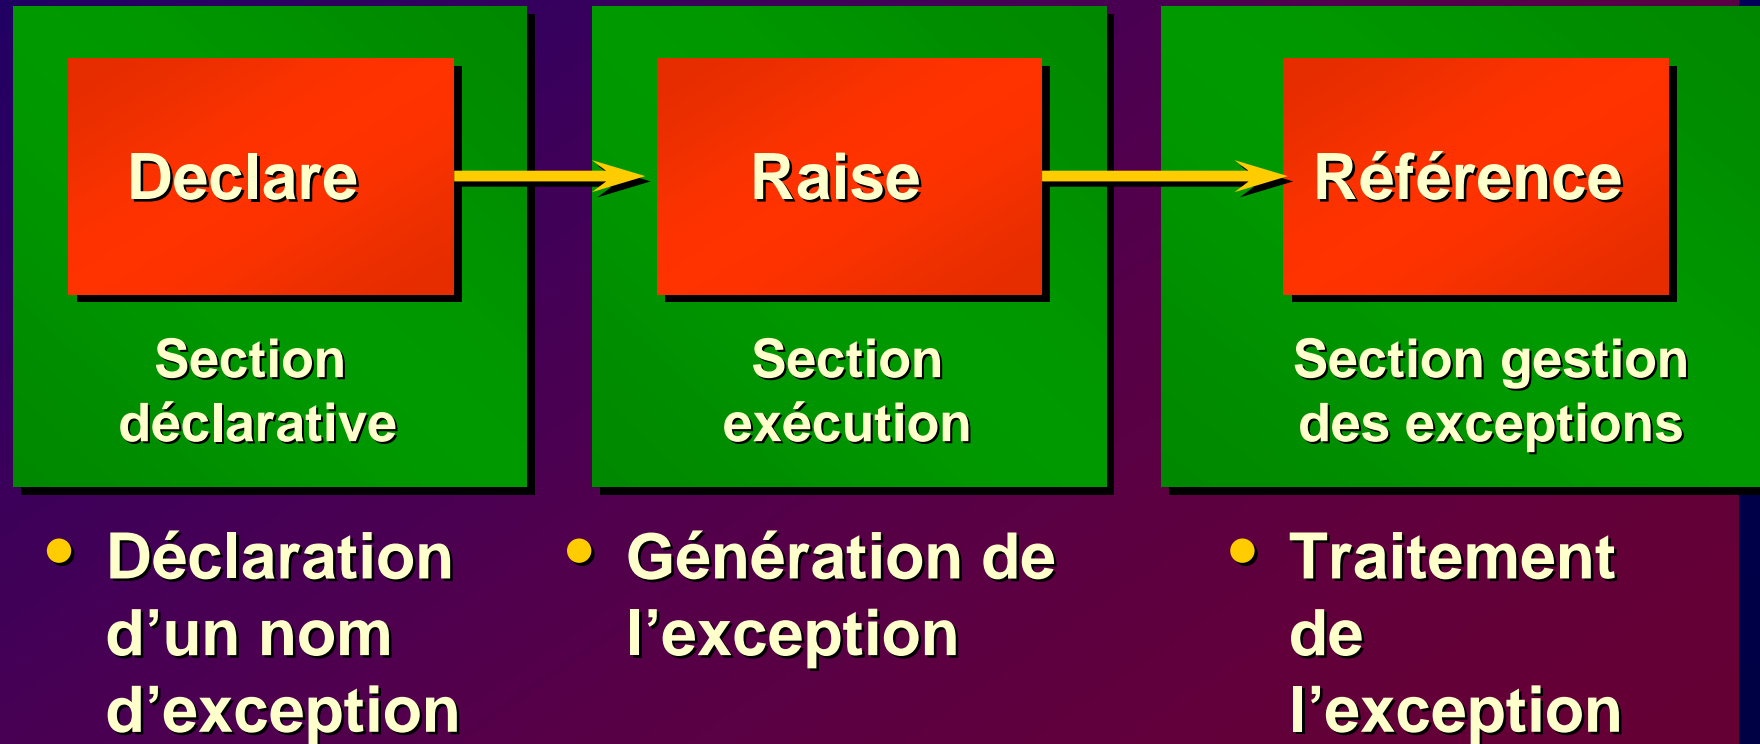 Declare
Section
déclarative
Raise
Section
exécution
Référence
Section gestion
des exceptions
• Déclaration
d’un nom
d’exception
• Génération de
l’exception
• Traitement
de
l’exception